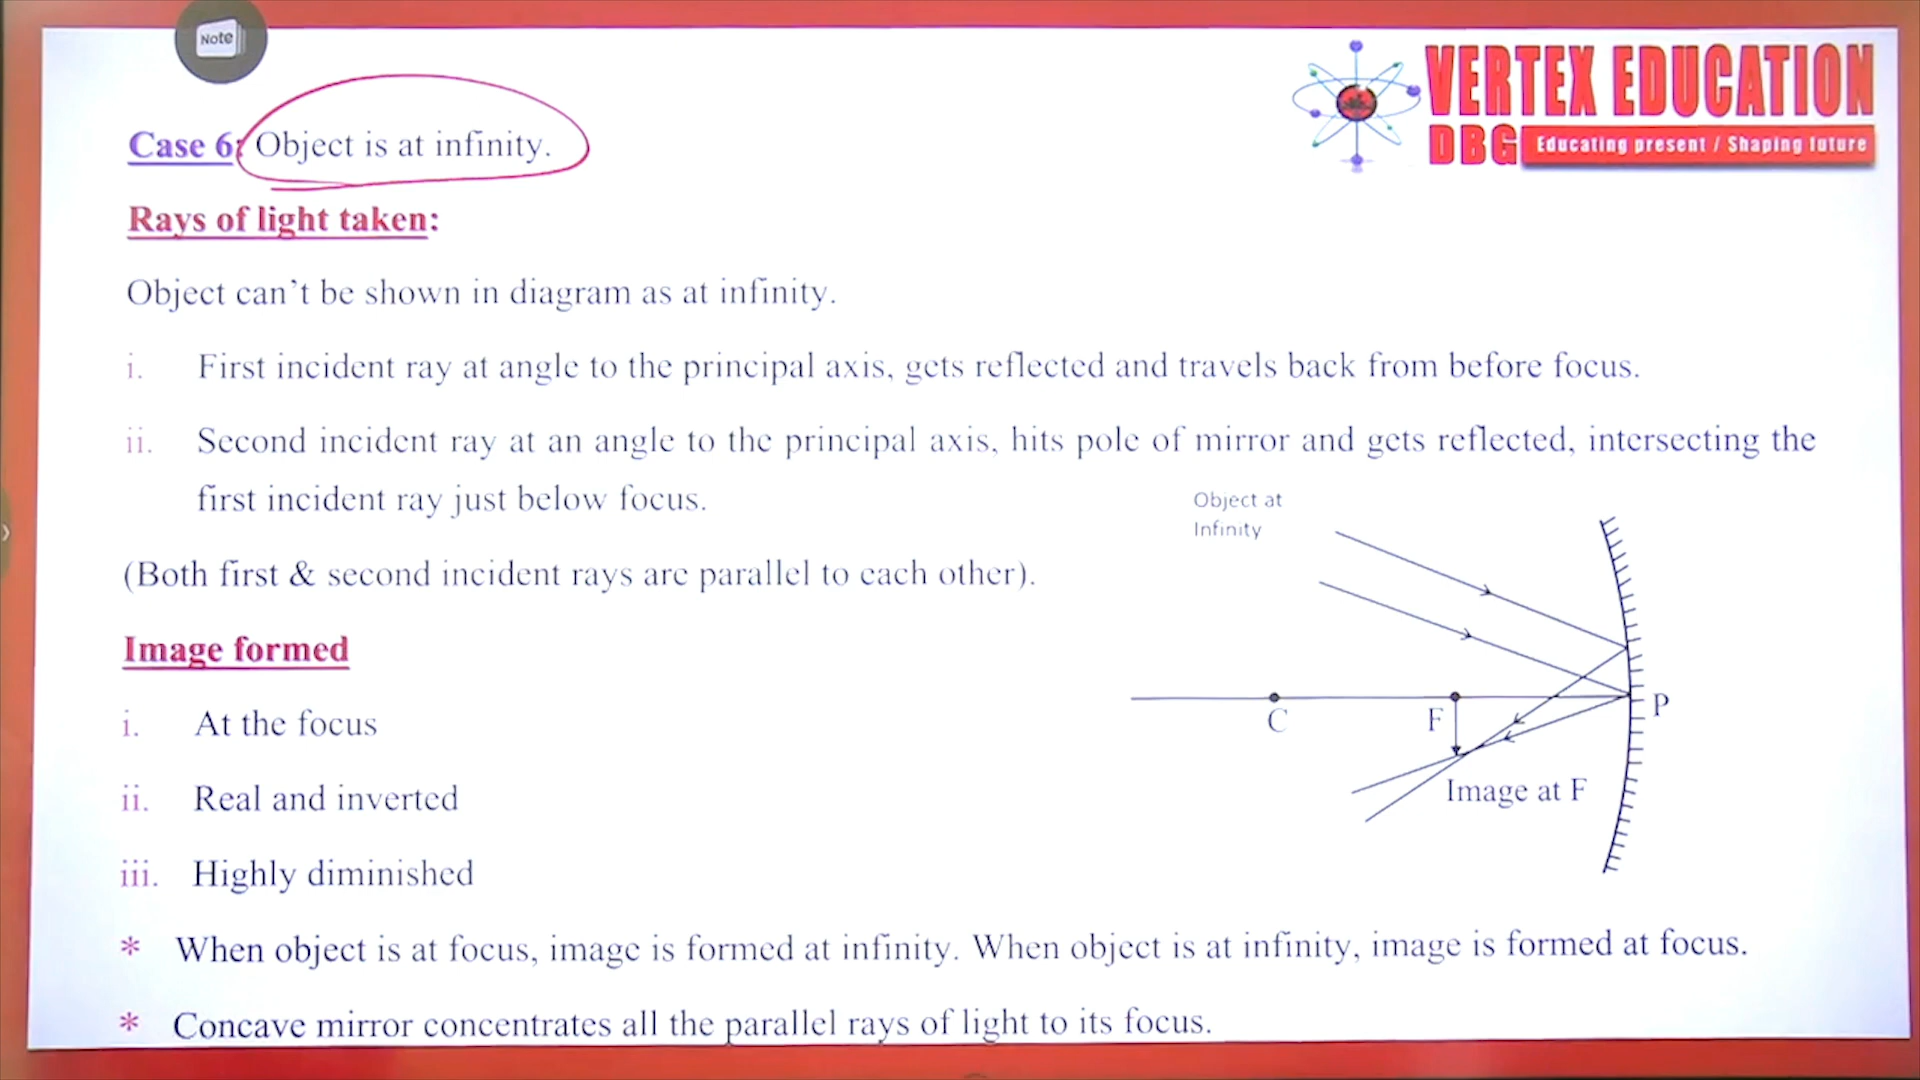 Note
VERTEX EDUCATION
DBG Educating present / Shaping future
Case 6: Object is at infinity.
Rays of light taken:
Object can’t be shown in diagram as at infinity.
i. First incident ray at angle to the principal axis, gets reflected and travels back from before focus.
ii. Second incident ray at an angle to the principal axis, hits pole of mirror and gets reflected, intersecting the
first incident ray just below focus.
(Both first & second incident rays are parallel to each other).
Object at
Infinity
C
F
P
Image at F
Image formed
i. At the focus
ii. Real and inverted
iii. Highly diminished
* When object is at focus, image is formed at infinity. When object is at infinity, image is formed at focus.
* Concave mirror concentrates all the parallel rays of light to its focus.